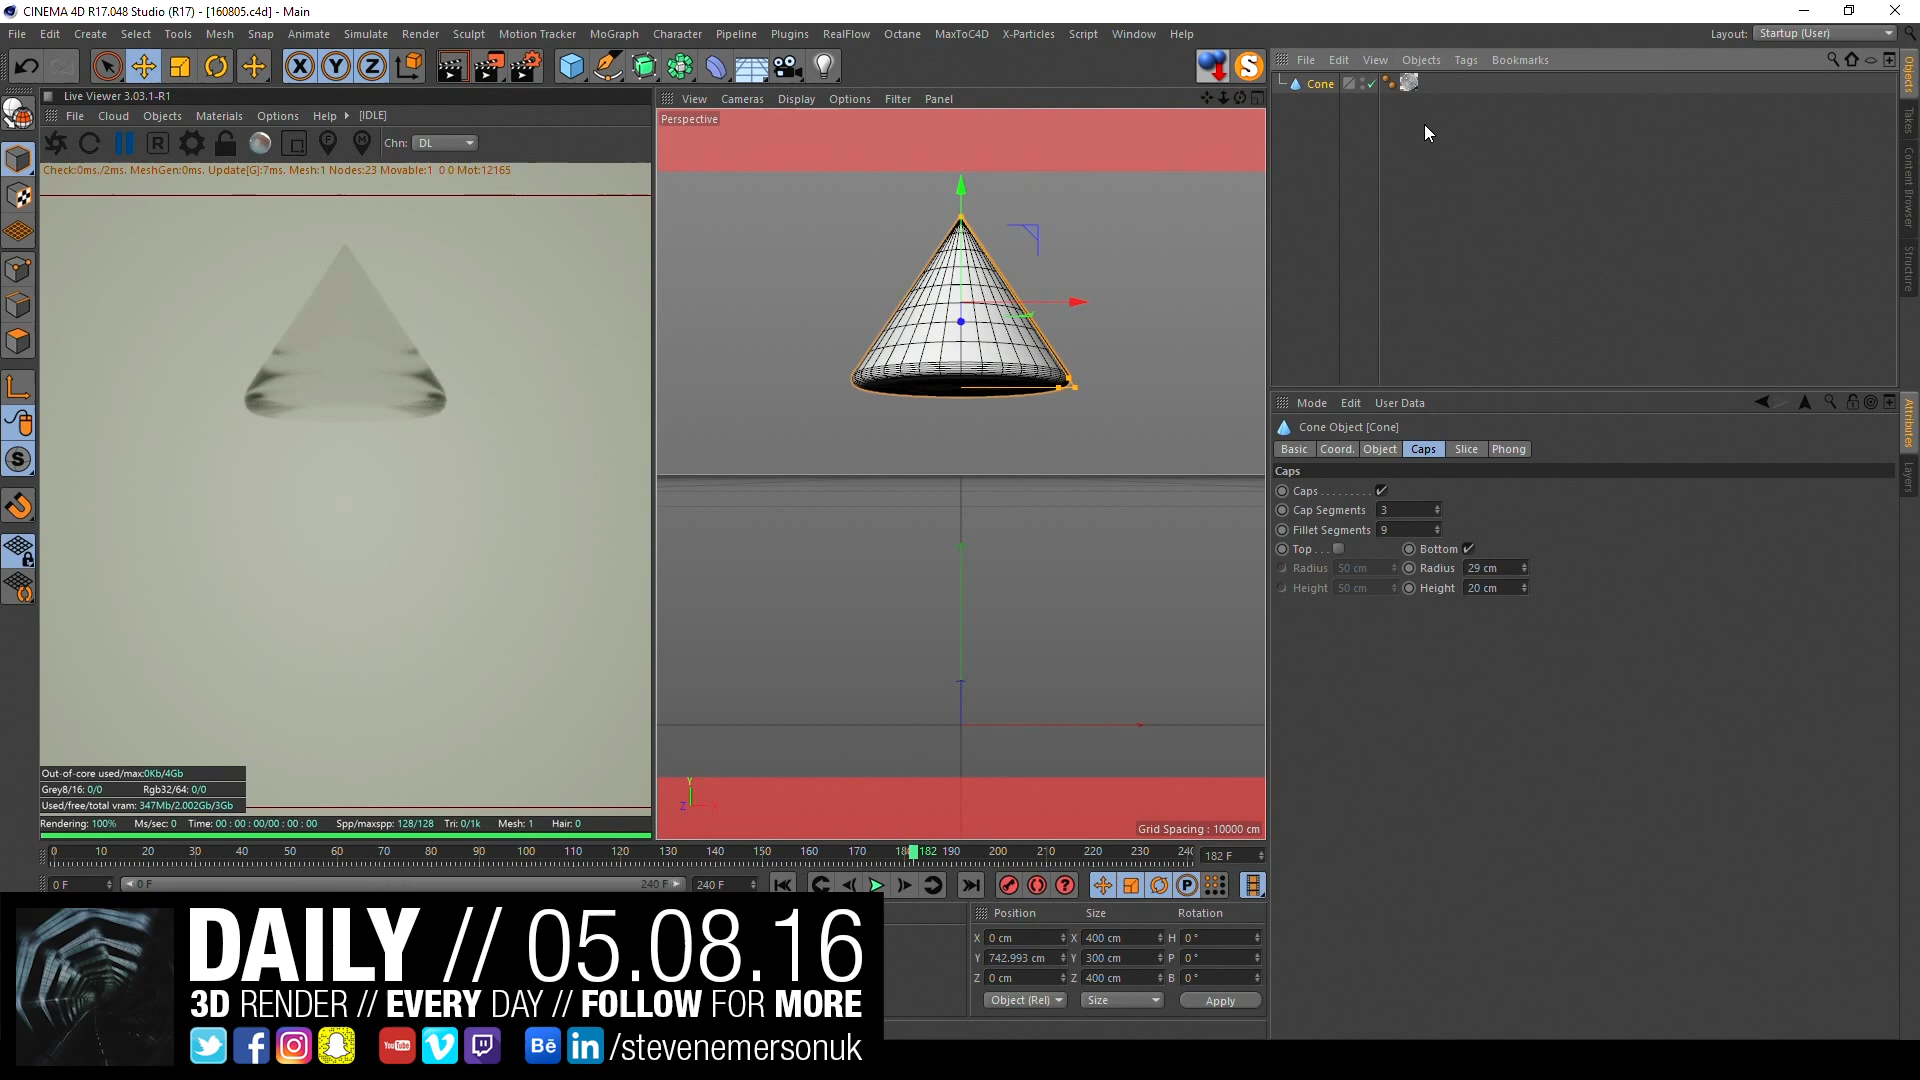 CINEMA 4D R17.048 Studio (R17) - [160805.c4d] - Main
File Edit Create Select Tools Mesh Snap Animate Simulate Render Sculpt Motion Tracker MoGraph Character Pipeline Plugins RealFlow Octane MaxToC4D X-Particles Script Window Help
Layout: Startup (User)
Live Viewer 3.03.1-R1
File Cloud Objects Materials Options Help [IDLE]
Chn: DL
Check:0ms./2ms. MeshGen:0ms. Update[G]:7ms. Mesh:1 Nodes:23 Movable:1 0 0 Mot:12165
Out-of-core used/max:0Kb/4Gb
Grey8/16: 0/0 Rgb32/64: 0/0
Used/free/total vram: 347Mb/2.002Gb/3Gb
Rendering: 100% Ms/sec: 0 Time: 00 : 00 : 00/00 : 00 : 00 Spp/maxspp: 128/128 Tri: 0/1k Mesh: 1 Hair: 0
View Cameras Display Options Filter Panel
Perspective
Y
Z X
Grid Spacing : 10000 cm
File Edit View Objects Tags Bookmarks
Cone
Objects
Takes
Content Browser
Structure
Mode Edit User Data
Cone Object [Cone]
Basic Coord. Object Caps Slice Phong
Caps
Caps . . . . . . . . .
Cap Segments 3
Fillet Segments 9
Top . . . Bottom
Radius 50 cm Radius 29 cm
Height 50 cm Height 20 cm
Attributes
Layers
0 10 20 30 40 50 60 70 80 90 100 110 120 130 140 150 160 170 182 190 200 210 220 230 240
182 F
0 F 0 F 240 F 240 F
Position Size Rotation
X 0 cm X 400 cm H 0 °
Y 742.993 cm Y 300 cm P 0 °
Z 0 cm Z 400 cm B 0 °
Object (Rel) Size Apply
DAILY // 05.08.16
3D RENDER // EVERY DAY // FOLLOW FOR MORE
YouTube Bē in /stevenemersonuk